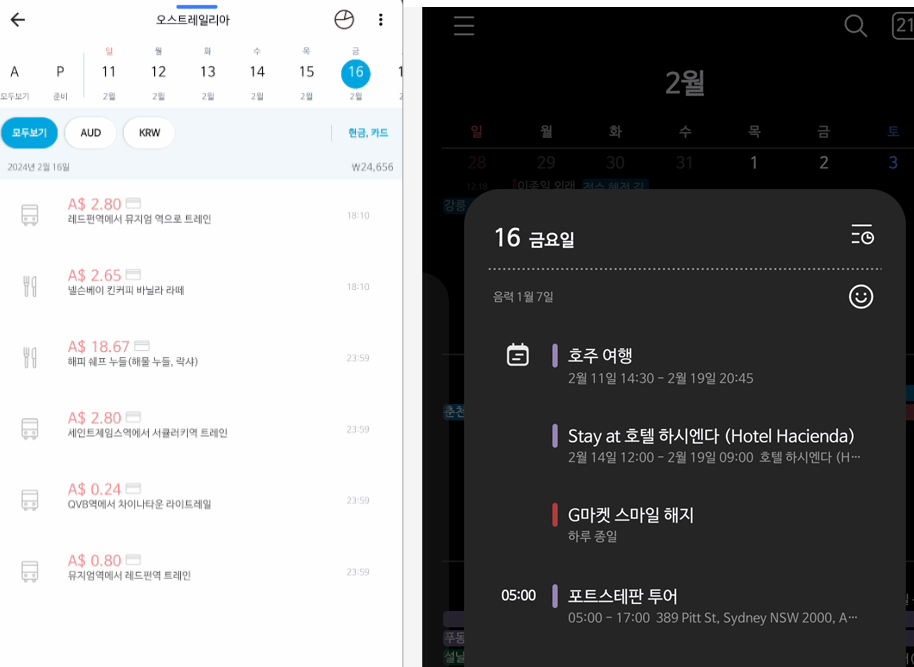 오스트레일리아
일 월 화 수 목 금
A P 11 12 13 14 15 16
모두보기 준비 2월 2월 2월 2월 2월 2월
모두보기 AUD KRW 현금, 카드
2024년 2월 16일 ₩24,656
A$ 2.80
레드펀역에서 뮤지엄 역으로 트레인 18:10
A$ 2.65
넬슨베이 킨커피 바닐라 라떼 18:10
A$ 18.67
해피 쉐프 누들(해물 누들, 락샤) 23:59
A$ 2.80
세인트제임스역에서 서큘러키역 트레인 23:59
A$ 0.24
QVB역에서 차이나타운 라이트레일 23:59
A$ 0.80
뮤지엄역에서 레드펀역 트레인 23:59
21
2월
일 월 화 수 목 금 토
28 29 30 31 1 2 3
12.18
강릉
16 금요일
음력 1월 7일
호주 여행
2월 11일 14:30 – 2월 19일 20:45
Stay at 호텔 하시엔다 (Hotel Hacienda)
2월 14일 12:00 – 2월 19일 09:00 호텔 하시엔다 (H…
G마켓 스마일 해지
하루 종일
05:00 포트스테판 투어
05:00 – 17:00 389 Pitt St, Sydney NSW 2000, A…
춘천
푸동
설날